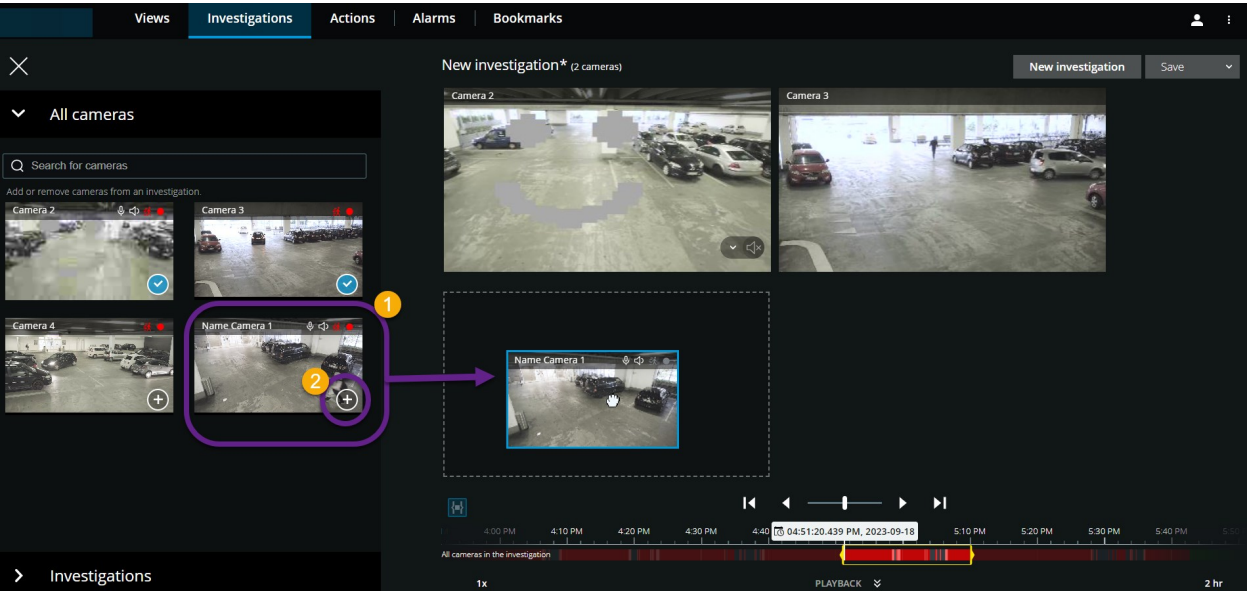 Views Investigations Actions Alarms Bookmarks
New investigation* (2 cameras)
New investigation
Save
All cameras
Search for cameras
Add or remove cameras from an investigation.
Camera 2
Camera 3
Camera 4
Name Camera 1
1
2
Camera 2
Camera 3
Name Camera 1
4:00 PM 4:10 PM 4:20 PM 4:30 PM 4:40 04:51:20.439 PM, 2023-09-18 5:10 PM 5:20 PM 5:30 PM 5:40 PM
All cameras in the investigation
Investigations
1x PLAYBACK 2 hr